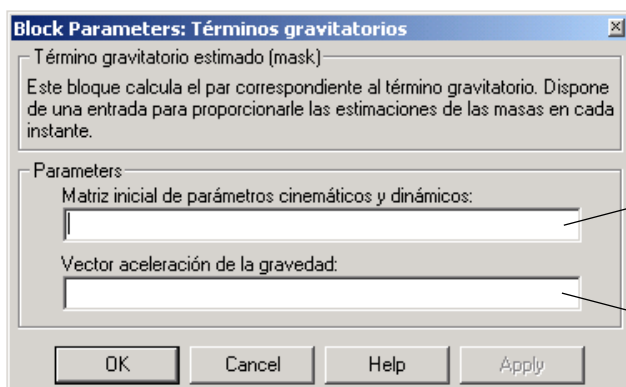 Block Parameters: Términos gravitatorios
Término gravitatorio estimado (mask)
Este bloque calcula el par correspondiente al término gravitatorio. Dispone
de una entrada para proporcionarle las estimaciones de las masas en cada
instante.
Parameters
Matriz inicial de parámetros cinemáticos y dinámicos:
Vector aceleración de la gravedad:
OK Cancel Help Apply